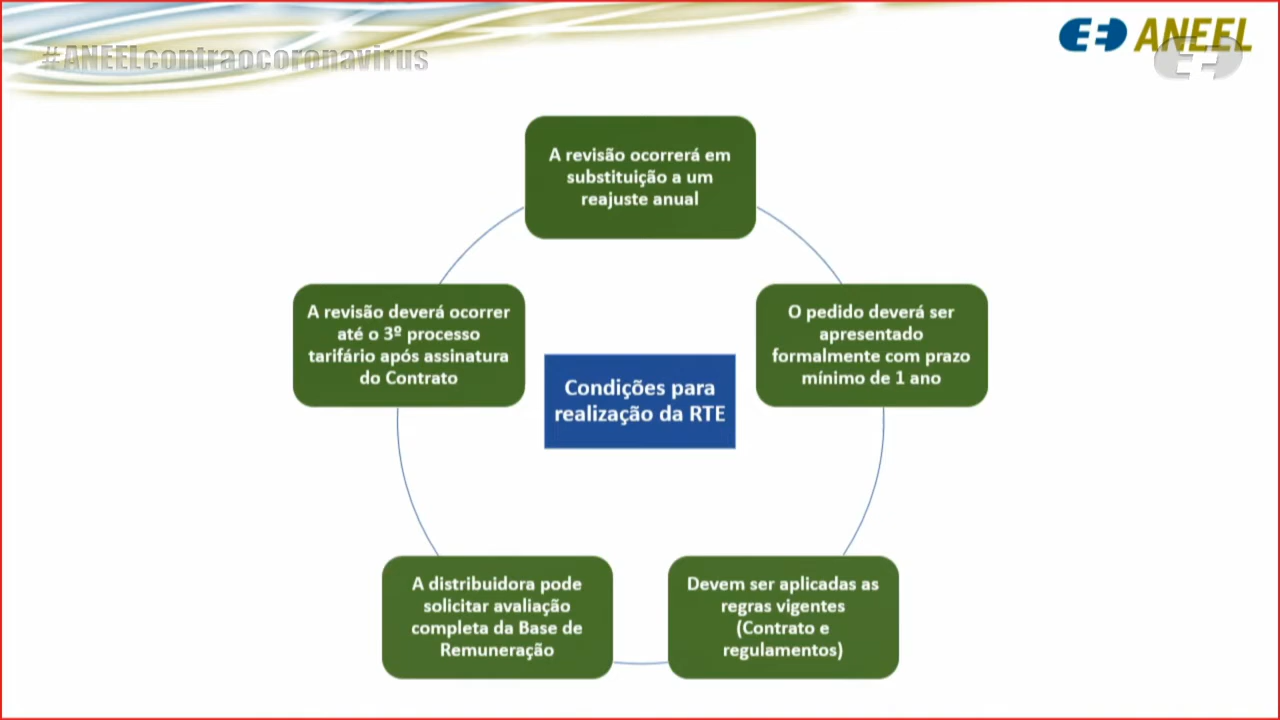 #ANEELcontraocoronavirus
ANEEL
A revisão ocorrerá em
substituição a um
reajuste anual
O pedido deverá ser
apresentado
formalmente com prazo
mínimo de 1 ano
Devem ser aplicadas as
regras vigentes
(Contrato e
regulamentos)
A distribuidora pode
solicitar avaliação
completa da Base de
Remuneração
A revisão deverá ocorrer
até o 3º processo
tarifário após assinatura
do Contrato
Condições para
realização da RTE